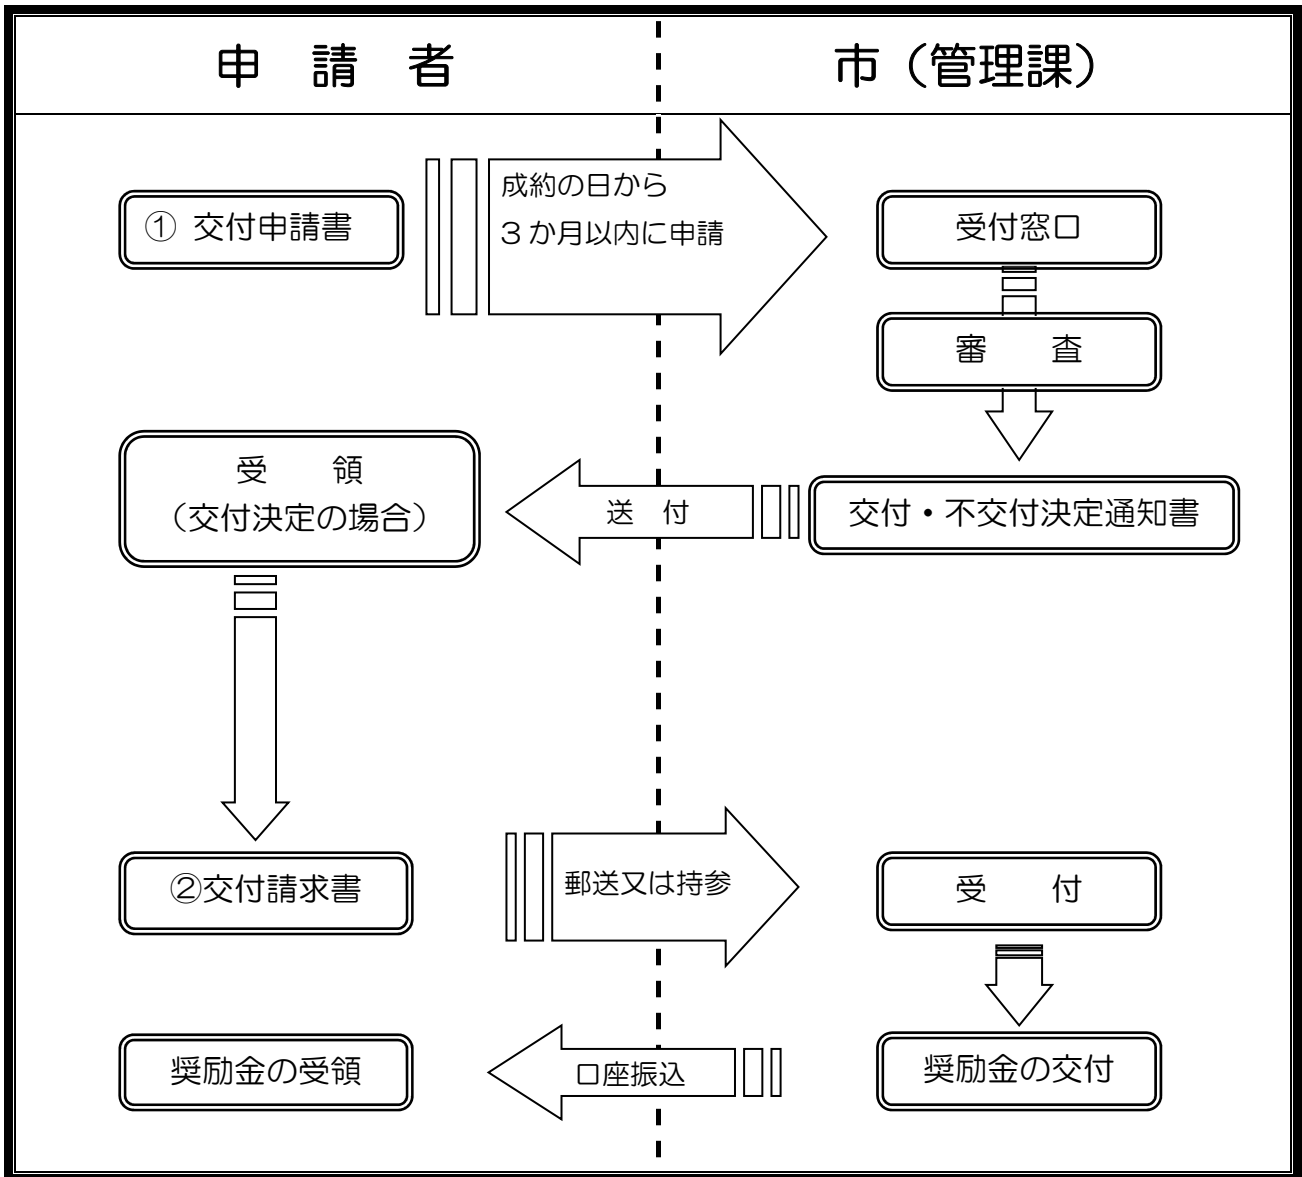 申　請　者
市（管理課）
① 交付申請書
成約の日から
３か月以内に申請
受付窓口
審　　査
交付・不交付決定通知書
送　付
受　　領
（交付決定の場合）
②交付請求書
郵送又は持参
受　　付
奨励金の交付
口座振込
奨励金の受領